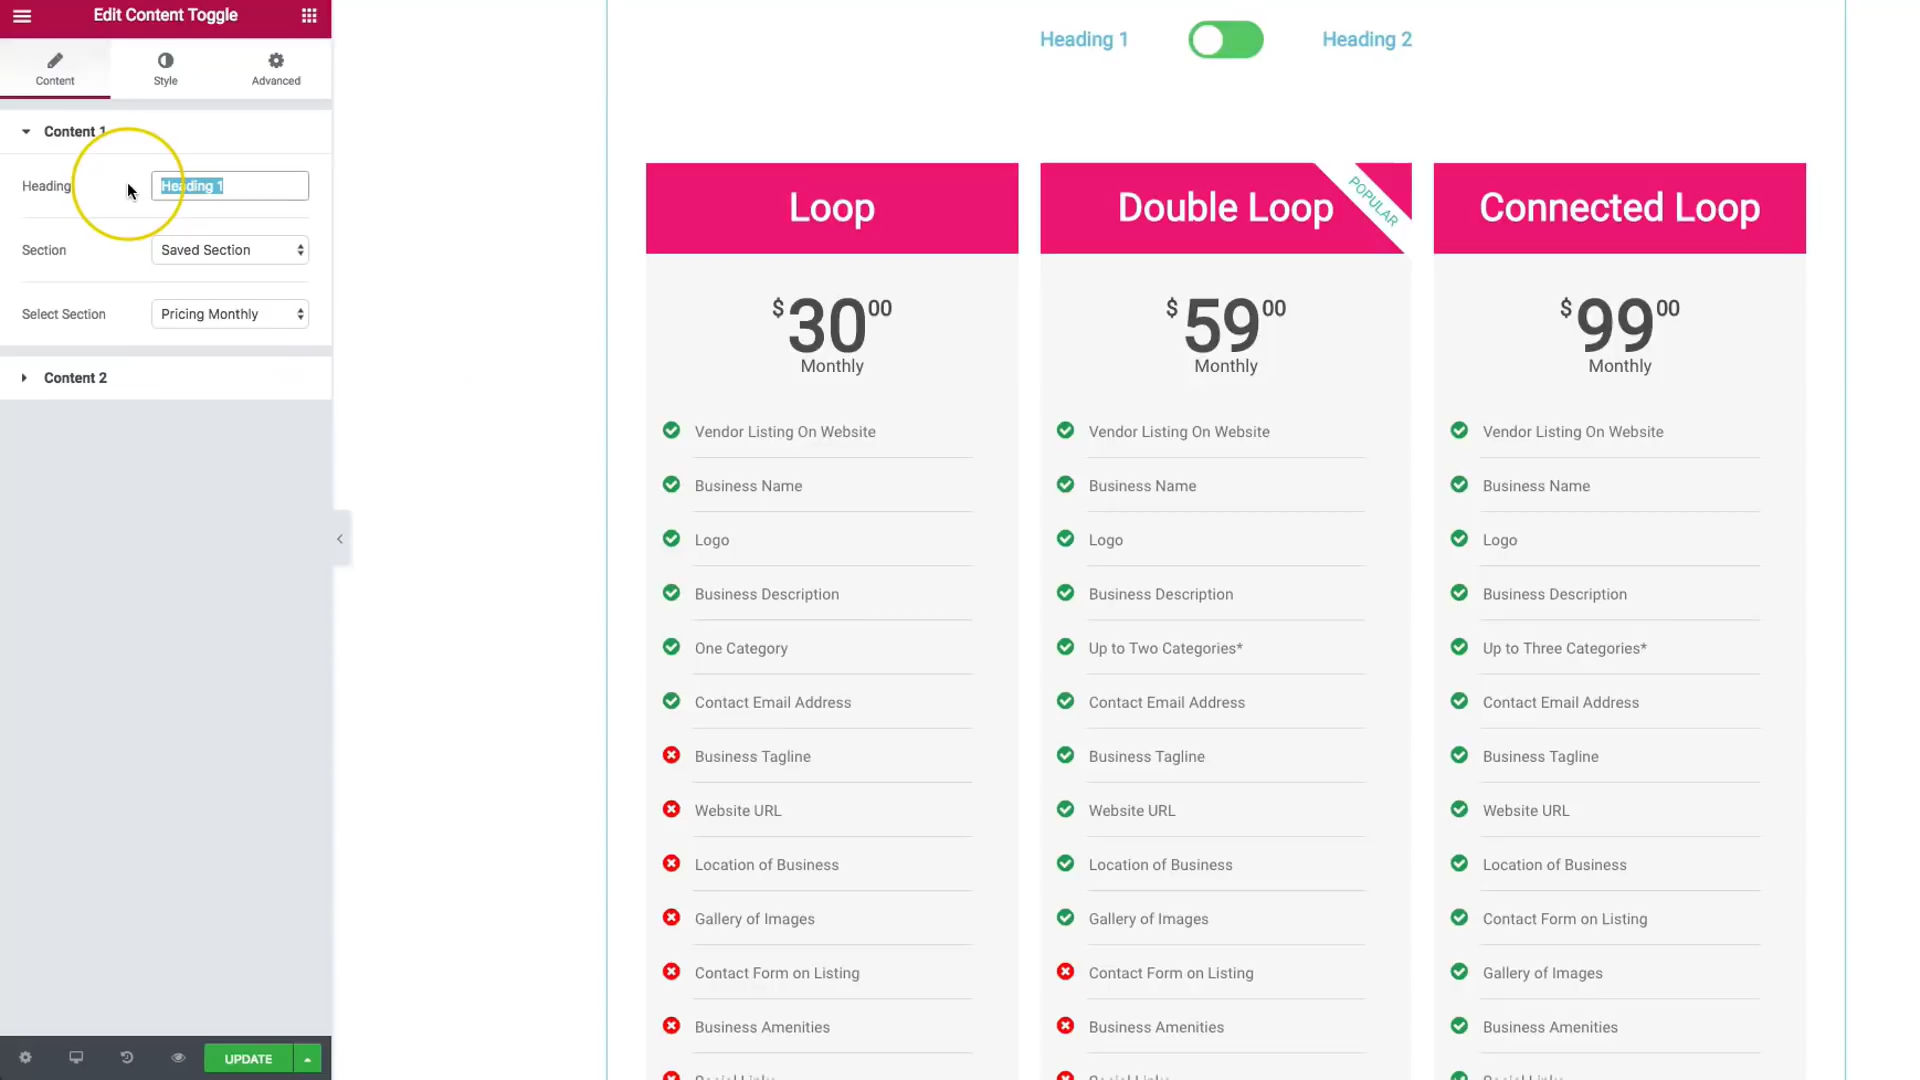 Edit Content Toggle
Content
Style
Advanced
Content 1
Heading
Heading 1
Section
Saved Section
Select Section
Pricing Monthly
Content 2
UPDATE
Heading 1
Heading 2
Loop
$30 00
Monthly
Vendor Listing On Website
Business Name
Logo
Business Description
One Category
Contact Email Address
Business Tagline
Website URL
Location of Business
Gallery of Images
Contact Form on Listing
Business Amenities
Double Loop
POPULAR
$59 00
Monthly
Vendor Listing On Website
Business Name
Logo
Business Description
Up to Two Categories*
Contact Email Address
Business Tagline
Website URL
Location of Business
Gallery of Images
Contact Form on Listing
Business Amenities
Connected Loop
$99 00
Monthly
Vendor Listing On Website
Business Name
Logo
Business Description
Up to Three Categories*
Contact Email Address
Business Tagline
Website URL
Location of Business
Contact Form on Listing
Gallery of Images
Business Amenities